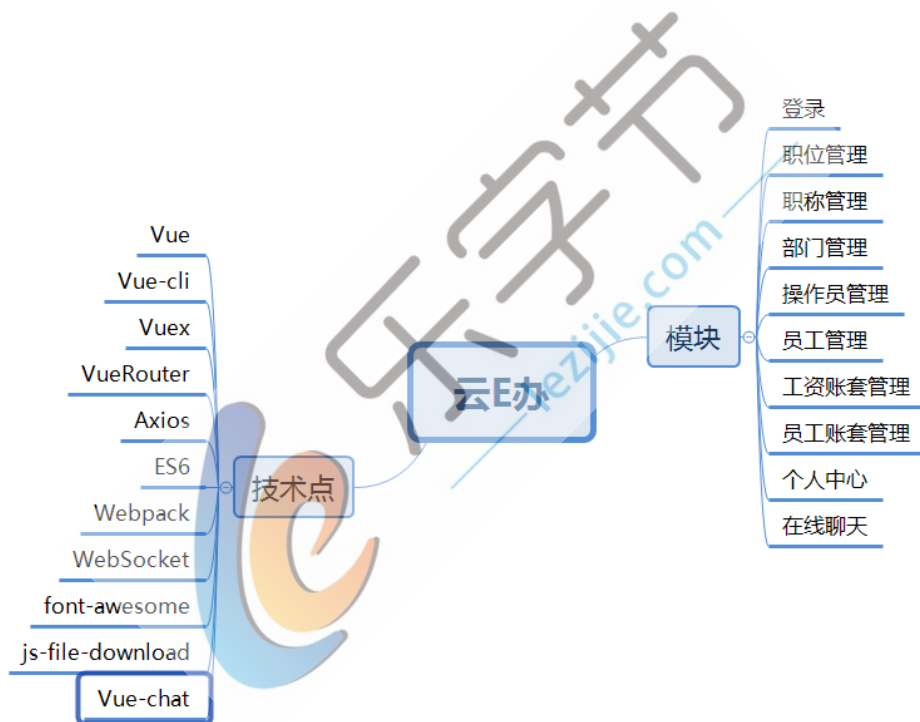 云E办
模块
登录
职位管理
职称管理
部门管理
操作员管理
员工管理
工资账套管理
员工账套管理
个人中心
在线聊天
技术点
Vue
Vue-cli
Vuex
VueRouter
Axios
ES6
Webpack
WebSocket
font-awesome
js-file-download
Vue-chat
乐字节
lezijie.com